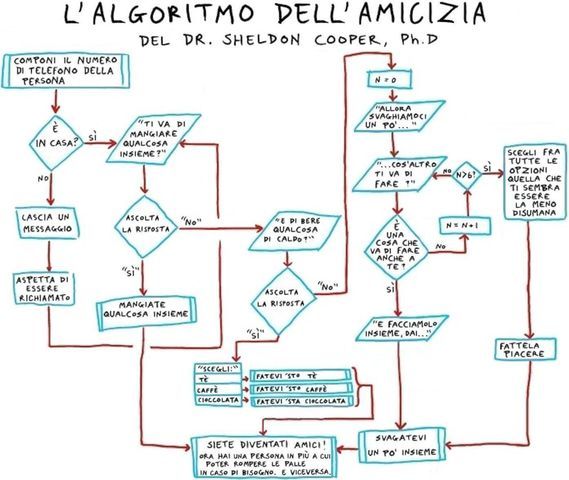 L'ALGORITMO DELL'AMICIZIA
DEL DR. SHELDON COOPER, Ph.D
COMPONI IL NUMERO
DI TELEFONO DELLA
PERSONA
È
IN CASA?
SÌ
NO
LASCIA UN
MESSAGGIO
ASPETTA DI
ESSERE
RICHIAMATO
"TI VA DI
MANGIARE
QUALCOSA
INSIEME?"
ASCOLTA
LA RISPOSTA
"NO"
"SÌ"
MANGIATE
QUALCOSA INSIEME
"E DI BERE
QUALCOSA
DI CALDO?"
ASCOLTA
LA RISPOSTA
"NO"
"SÌ"
"SCEGLI:"
TÈ
CAFFÈ
CIOCCOLATA
FATEVI 'STO TÈ
FATEVI 'STO CAFFÈ
FATEVI 'STA CIOCCOLATA
N = 0
"ALLORA
SVAGHIAMOCI
UN PO'..."
"...COS'ALTRO
TI VA DI
FARE?"
È
UNA
COSA CHE
VA DI FARE
ANCHE A
TE?
NO
N = N+1
N>6?
NO
SÌ
SCEGLI FRA
TUTTE LE
OPZIONI
QUELLA CHE
TI SEMBRA
ESSERE
LA MENO
DISUMANA
FATTELA
PIACERE
SÌ
"E FACCIAMOLO
INSIEME, DAI..."
SVAGATEVI
UN PO' INSIEME
SIETE DIVENTATI AMICI!
ORA HAI UNA PERSONA IN PIÙ A CUI
POTER ROMPERE LE PALLE
IN CASO DI BISOGNO. E VICEVERSA.